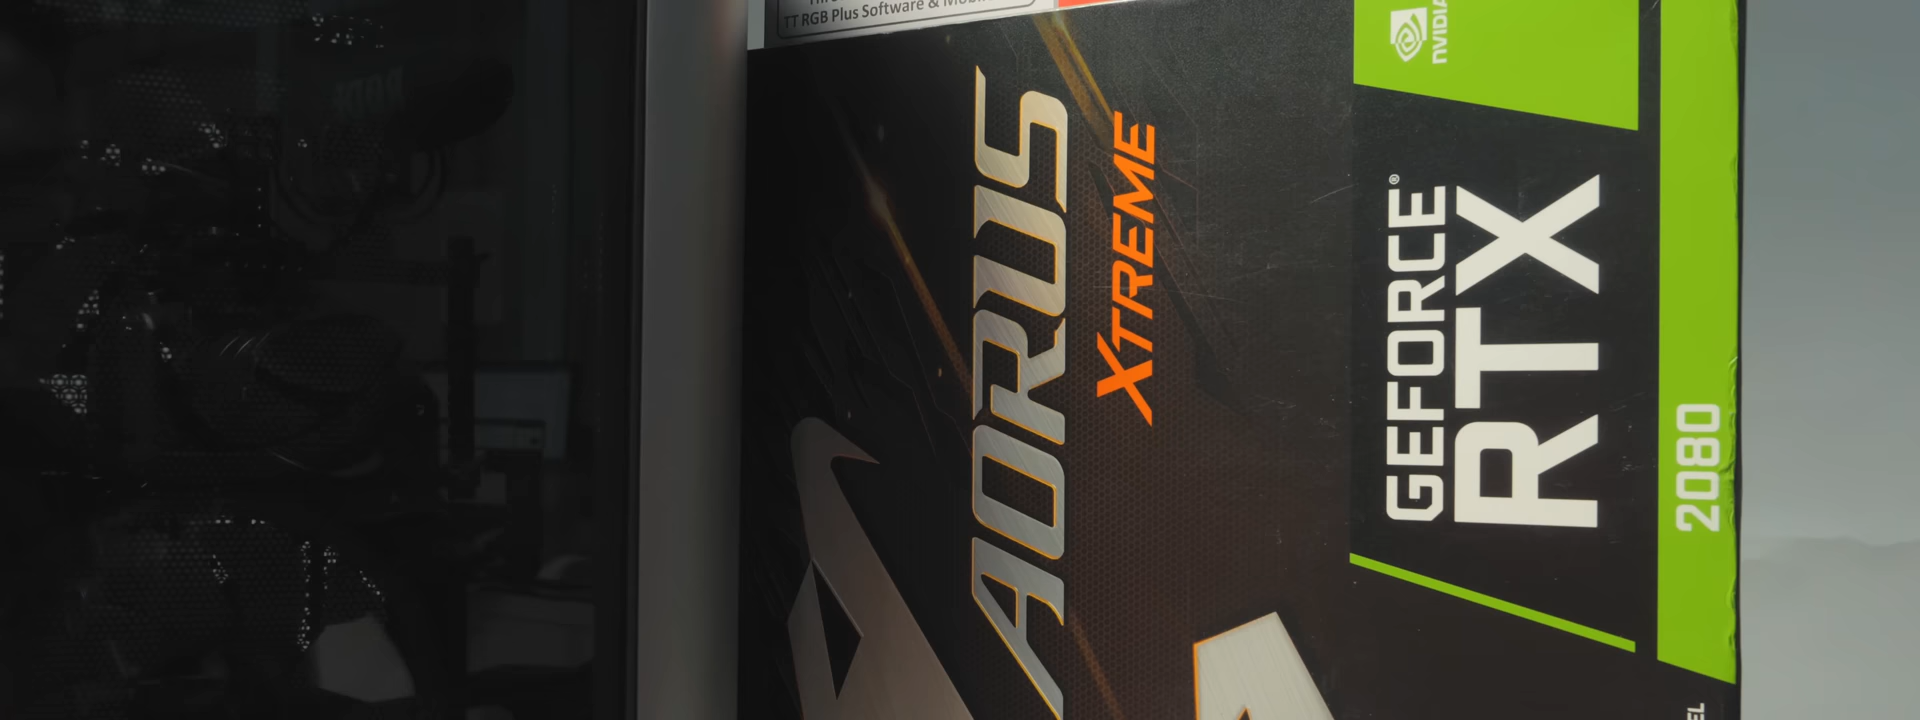 TT RGB Plus Software &
AORUS
XTREME
NVIDIA
GEFORCE®
RTX
2080